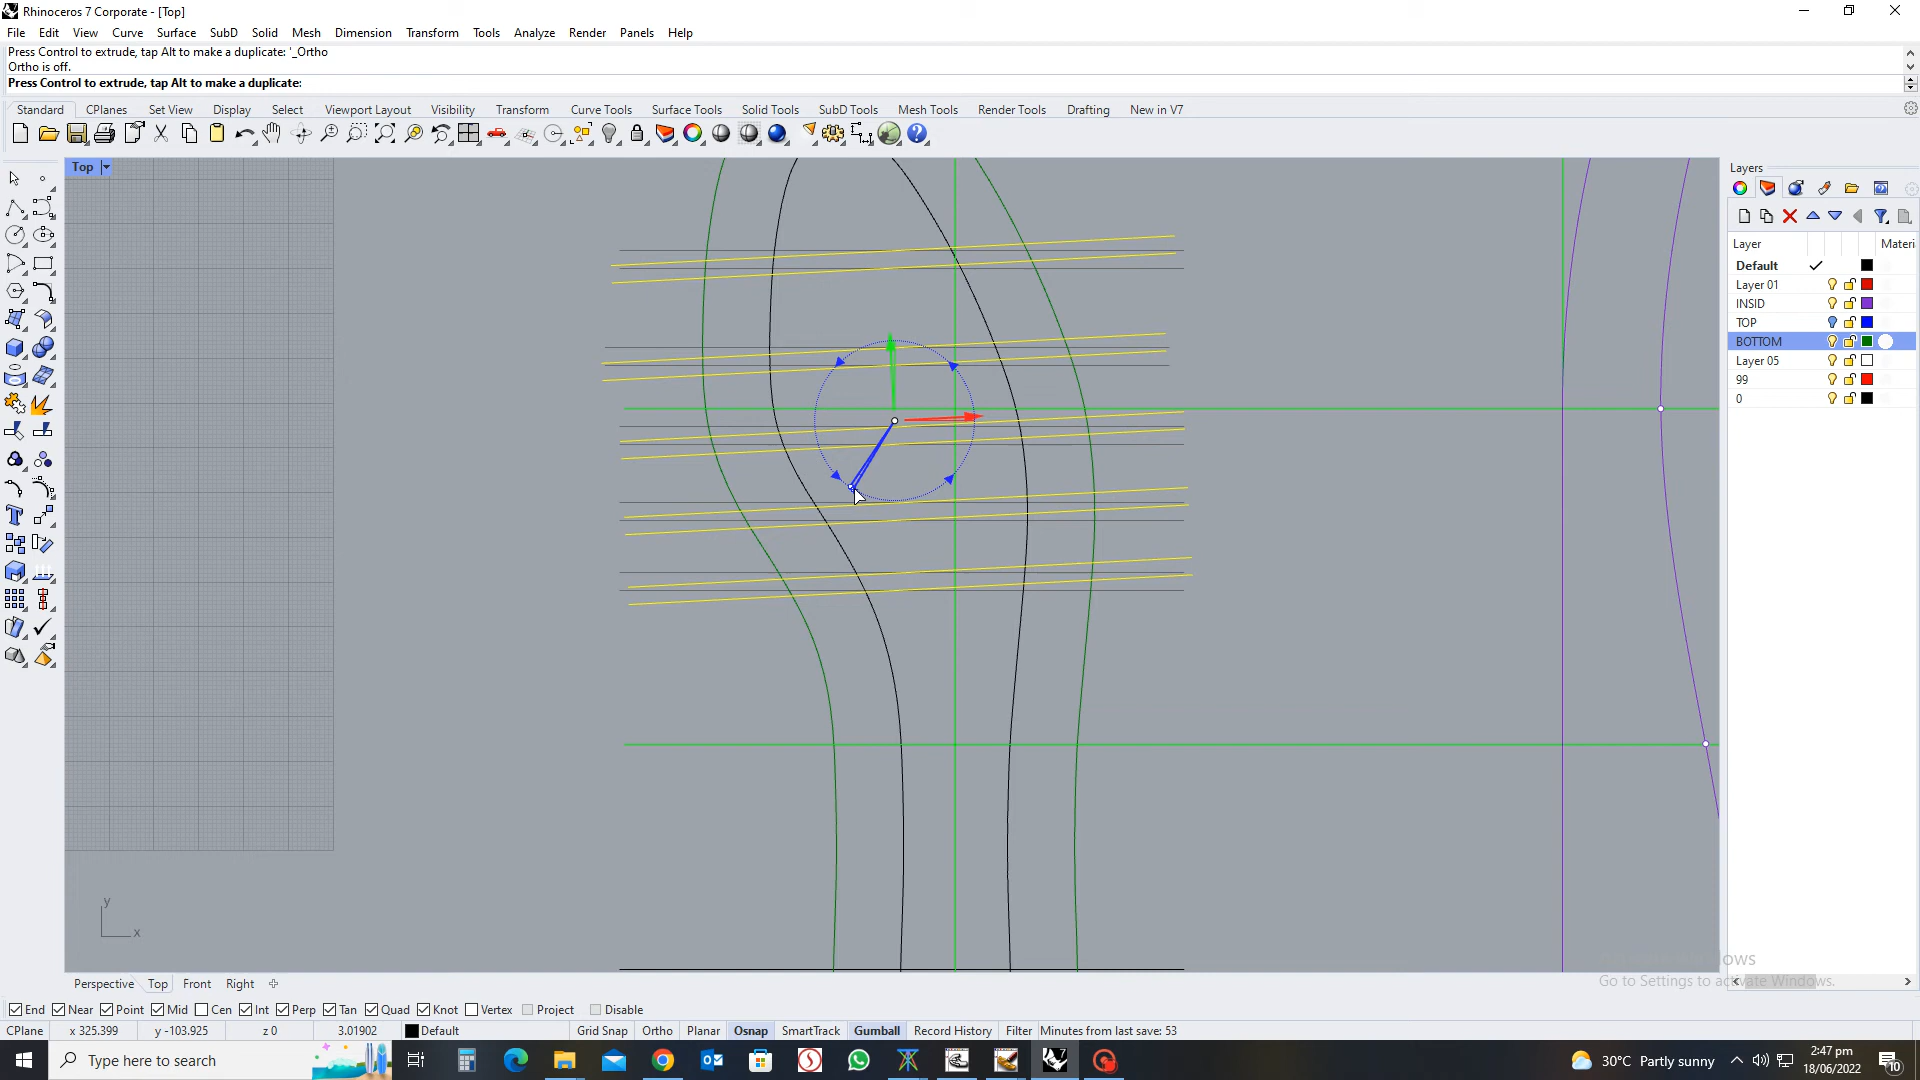 Rhinoceros 7 Corporate - [Top]
File Edit View Curve Surface SubD Solid Mesh Dimension Transform Tools Analyze Render Panels Help
Press Control to extrude, tap Alt to make a duplicate: '_Ortho
Ortho is off.
Press Control to extrude, tap Alt to make a duplicate:
Standard CPlanes Set View Display Select Viewport Layout Visibility Transform Curve Tools Surface Tools Solid Tools SubD Tools Mesh Tools Render Tools Drafting New in V7
Top
Layers
Layer Materi
Default
Layer 01
INSID
TOP
BOTTOM
Layer 05
99
0
y
x
Go to Settings to activate Windows.
Perspective Top Front Right
End Near Point Mid Cen Int Perp Tan Quad Knot Vertex Project Disable
CPlane x 325.399 y -103.925 z 0 3.01902 Default Grid Snap Ortho Planar Osnap SmartTrack Gumball Record History Filter Minutes from last save: 53
Type here to search
30°C Partly sunny
2:47 pm
18/06/2022
10